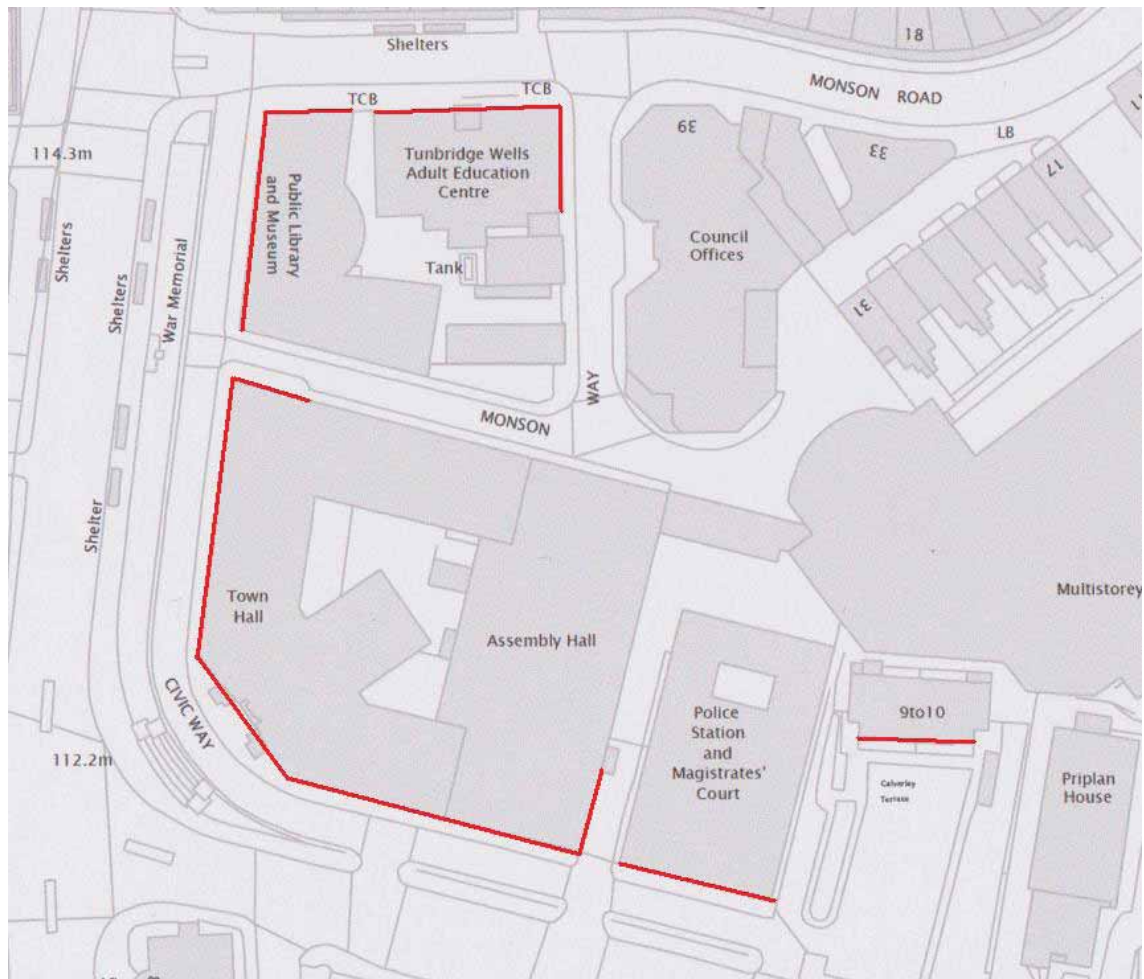 Shelters
18
MONSON ROAD
TCB
TCB
39
33
LB
17
114.3m
Tunbridge Wells
Adult Education
Centre
Public Library
and Museum
Shelters
Shelters
War Memorial
Tank
Council
Offices
31
WAY
MONSON
Shelter
Town
Hall
Assembly Hall
Multistorey
CIVIC WAY
112.2m
Police
Station
and
Magistrates'
Court
9to10
Calverley
Terrace
Priplan
House